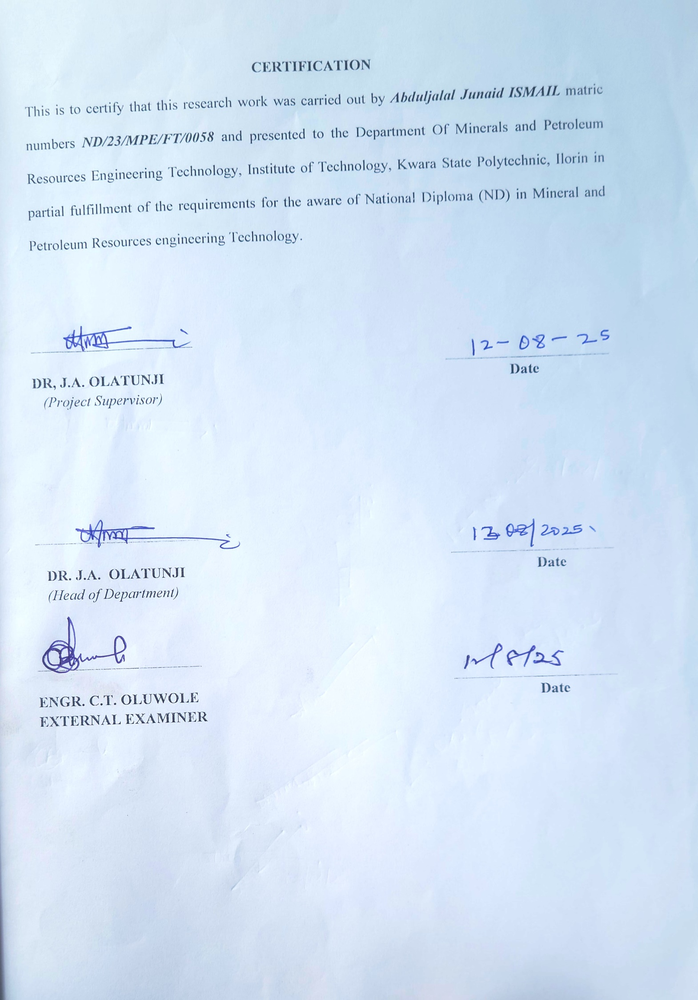 CERTIFICATION
This is to certify that this research work was carried out by Abduljalal Junaid ISMAIL matric
numbers ND/23/MPE/FT/0058 and presented to the Department Of Minerals and Petroleum
Resources Engineering Technology, Institute of Technology, Kwara State Polytechnic, Ilorin in
partial fulfillment of the requirements for the aware of National Diploma (ND) in Mineral and
Petroleum Resources engineering Technology.
12-08-25
Date
DR, J.A. OLATUNJI
(Project Supervisor)
13 08/2025
Date
DR. J.A. OLATUNJI
(Head of Department)
/8/25
Date
ENGR. C.T. OLUWOLE
EXTERNAL EXAMINER